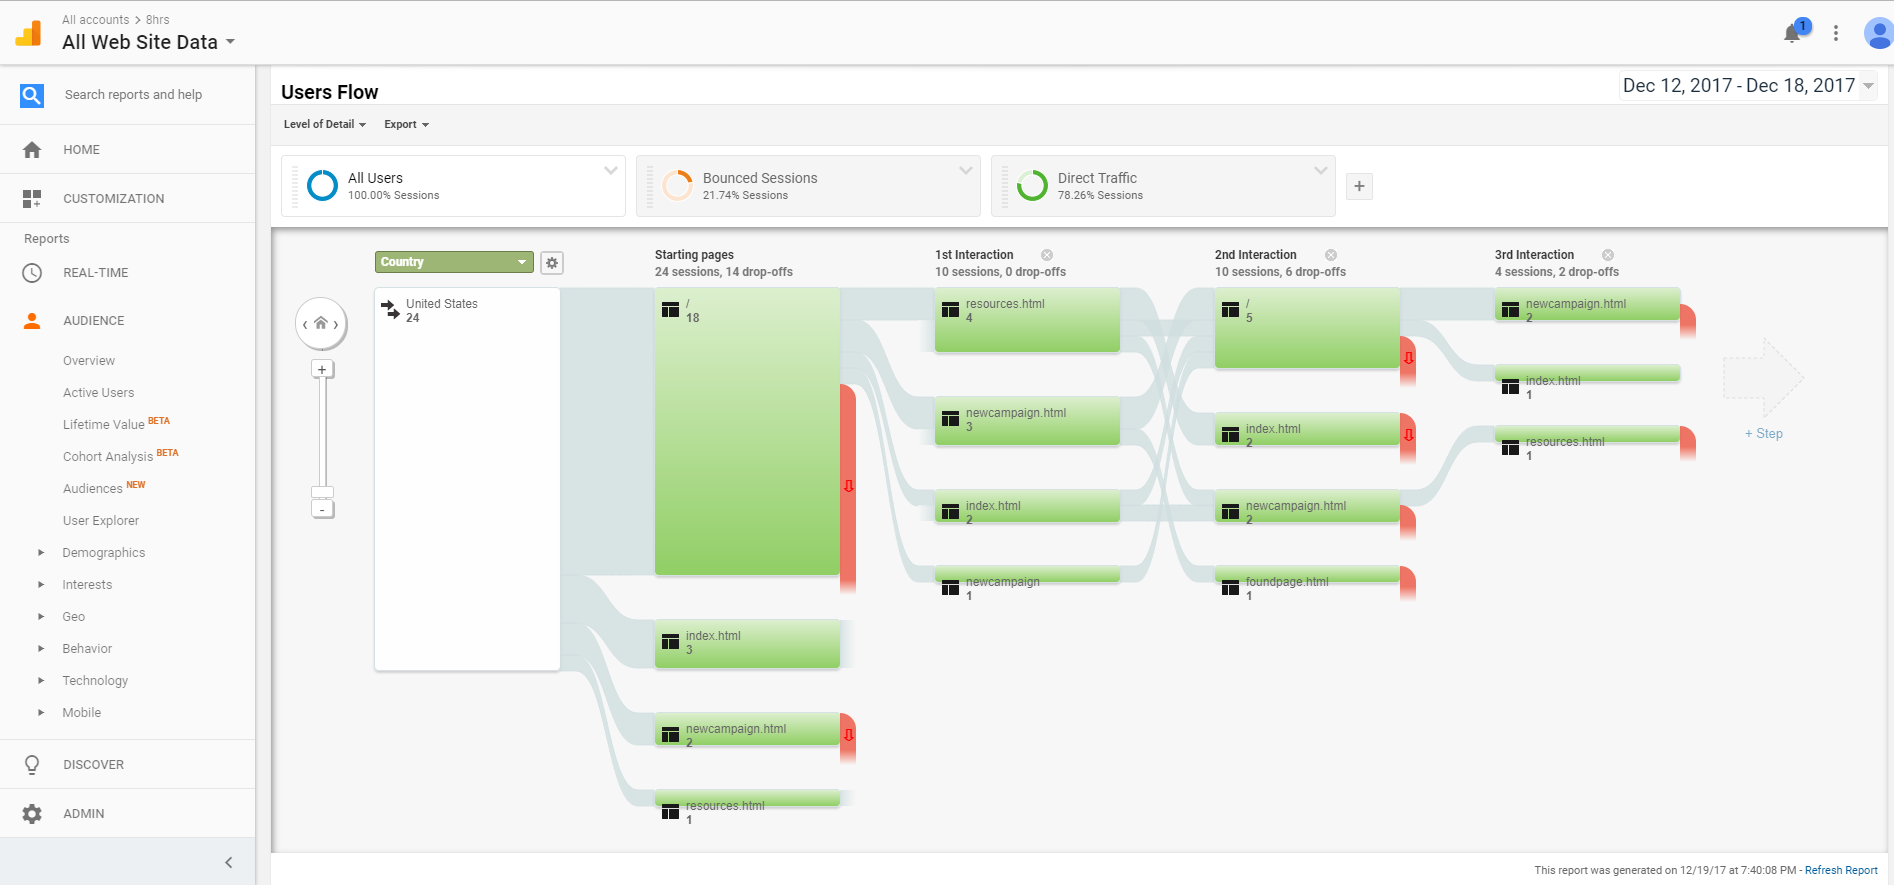 All accounts > 8hrs
All Web Site Data
1
Search reports and help
HOME
CUSTOMIZATION
Reports
REAL-TIME
AUDIENCE
Overview
Active Users
Lifetime Value BETA
Cohort Analysis BETA
Audiences NEW
User Explorer
Demographics
Interests
Geo
Behavior
Technology
Mobile
DISCOVER
ADMIN
Users Flow
Dec 12, 2017 - Dec 18, 2017
Level of Detail
Export
All Users
100.00% Sessions
Bounced Sessions
21.74% Sessions
Direct Traffic
78.26% Sessions
+
Country
+
-
United States
24
Starting pages
24 sessions, 14 drop-offs
/
18
index.html
3
newcampaign.html
2
resources.html
1
1st Interaction
10 sessions, 0 drop-offs
resources.html
4
newcampaign.html
3
index.html
2
newcampaign
1
2nd Interaction
10 sessions, 6 drop-offs
/
5
index.html
2
newcampaign.html
2
foundpage.html
1
3rd Interaction
4 sessions, 2 drop-offs
newcampaign.html
2
index.html
1
resources.html
1
+ Step
This report was generated on 12/19/17 at 7:40:08 PM - Refresh Report